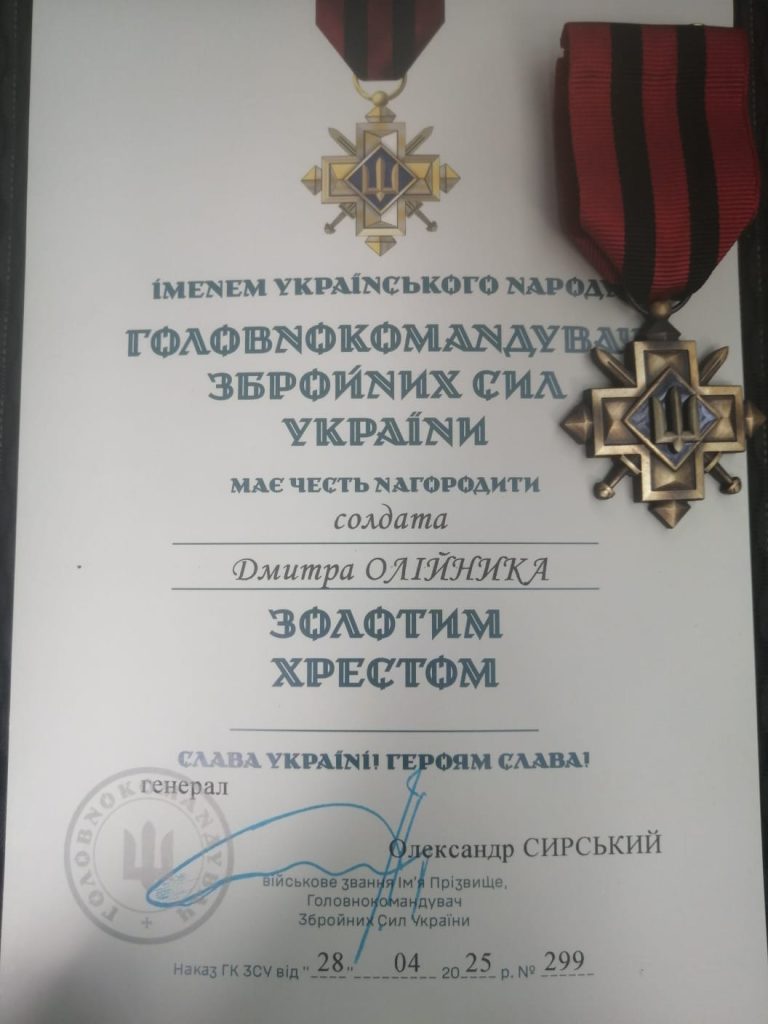 ІМЕНЕМ УКРАЇНСЬКОГО НАРОДУ
ГОЛОВНОКОМАНДУВАЧ
ЗБРОЙНИХ СИЛ
УКРАЇНИ
МАЄ ЧЕСТЬ НАГОРОДИТИ
солдата
Дмитра ОЛІЙНИКА
ЗОЛОТИМ
ХРЕСТОМ
СЛАВА УКРАЇНІ! ГЕРОЯМ СЛАВА!
генерал
ГОЛОВНОКОМАНДУВАЧ
Олександр СИРСЬКИЙ
військове звання Ім'я Прізвище,
Головнокомандувач
Збройних Сил України
Наказ ГК ЗСУ від "28" 04 2025 р. № 299